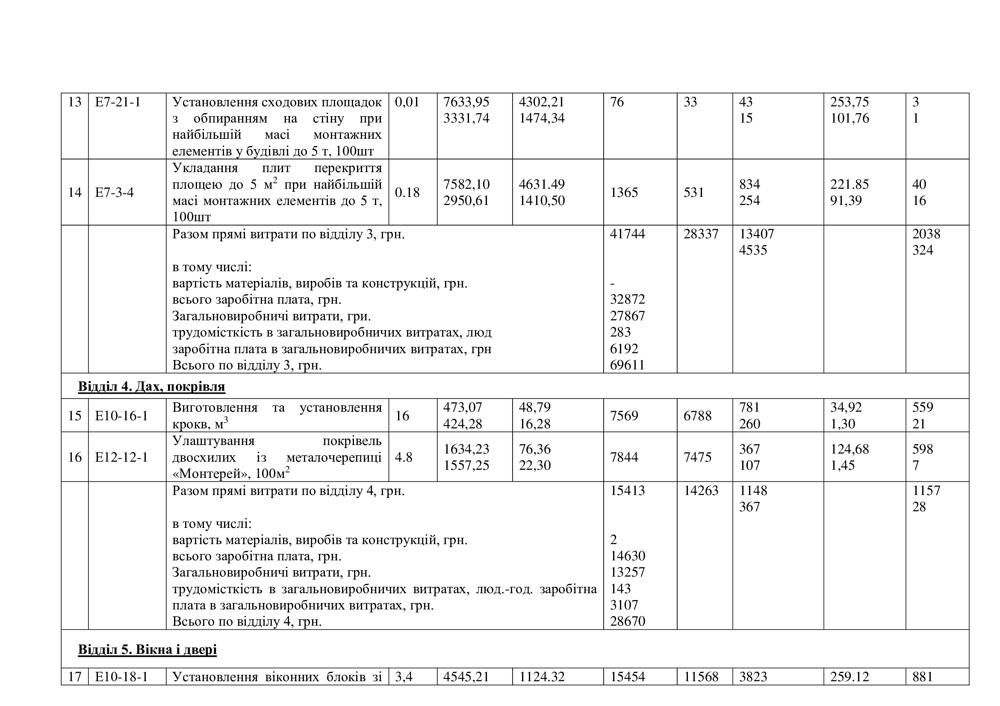 13 Е7-21-1 Установлення сходових площадок 0,01 7633,95 4302,21 76 33 43 253,75 3
з обпиранням на стіну при 3331,74 1474,34 15 101,76 1
найбільшій масі монтажних
елементів у будівлі до 5 т, 100шт
14 Е7-3-4 Укладання плит перекриття
площею до 5 м² при найбільшій 0.18 7582,10 4631.49 1365 531 834 221.85 40
масі монтажних елементів до 5 т, 2950,61 1410,50 254 91,39 16
100шт
Разом прямі витрати по відділу 3, грн. 41744 28337 13407 2038
4535 324
в тому числі:
вартість матеріалів, виробів та конструкцій, грн. -
всього заробітна плата, грн. 32872
Загальновиробничі витрати, гри. 27867
трудомісткість в загальновиробничих витратах, люд 283
заробітна плата в загальновиробничих витратах, грн 6192
Всього по відділу 3, грн. 69611
Відділ 4. Дах, покрівля
15 Е10-16-1 Виготовлення та установлення 16 473,07 48,79 7569 6788 781 34,92 559
крокв, м³ 424,28 16,28 260 1,30 21
16 Е12-12-1 Улаштування покрівель 4.8 1634,23 76,36 7844 7475 367 124,68 598
двосхилих із металочерепиці 1557,25 22,30 107 1,45 7
«Монтерей», 100м²
Разом прямі витрати по відділу 4, грн. 15413 14263 1148 1157
367 28
в тому числі:
вартість матеріалів, виробів та конструкцій, грн. 2
всього заробітна плата, грн. 14630
Загальновиробничі витрати, грн. 13257
трудомісткість в загальновиробничих витратах, люд.-год. заробітна 143
плата в загальновиробничих витратах, грн. 3107
Всього по відділу 4, грн. 28670
Відділ 5. Вікна і двері
17 Е10-18-1 Установлення віконних блоків зі 3,4 4545,21 1124.32 15454 11568 3823 259.12 881